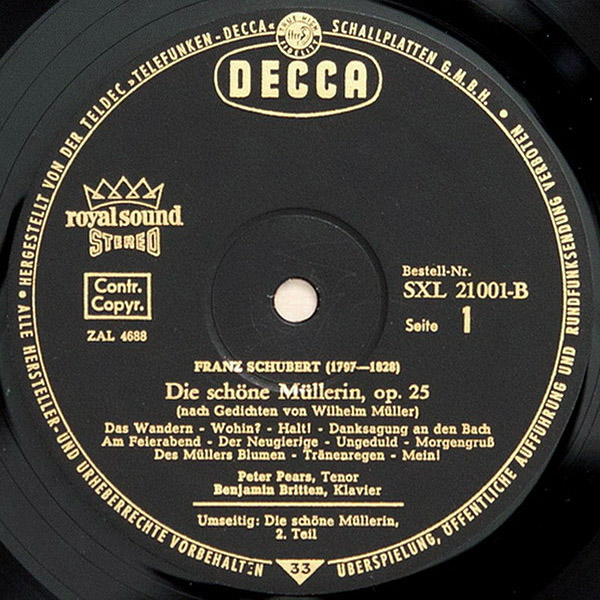 HERGESTELLT VON DER TELDEC »TELEFUNKEN-DECCA« SCHALLPLATTEN G.M.B.H. •
DECCA
royal sound
STEREO
Contr.
Copyr.
ZAL 4688
Bestell-Nr.
SXL 21001-B
Seite 1
FRANZ SCHUBERT (1797—1828)
Die schöne Müllerin, op. 25
(nach Gedichten von Wilhelm Müller)
Das Wandern - Wohin? - Halt! - Danksagung an den Bach
Am Feierabend - Der Neugierige - Ungeduld - Morgengruß
Des Müllers Blumen - Tränenregen - Mein!
Peter Pears, Tenor
Benjamin Britten, Klavier
Umseitig: Die schöne Müllerin,
2. Teil
• ALLE HERSTELLER- UND URHEBERRECHTE VORBEHALTEN
33
ÜBERSPIELUNG, ÖFFENTLICHE AUFFÜHRUNG UND RUNDFUNKSENDUNG VERBOTEN